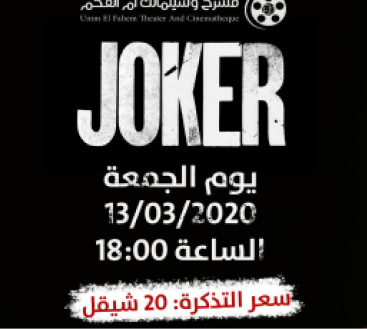 مسرح وسينماتك أم الفحم
Umm El Fahem Theater And Cinematheque
JOKER
يوم الجمعة
13/03/2020
الساعة 18:00
سعر التذكرة: 20 شيقل